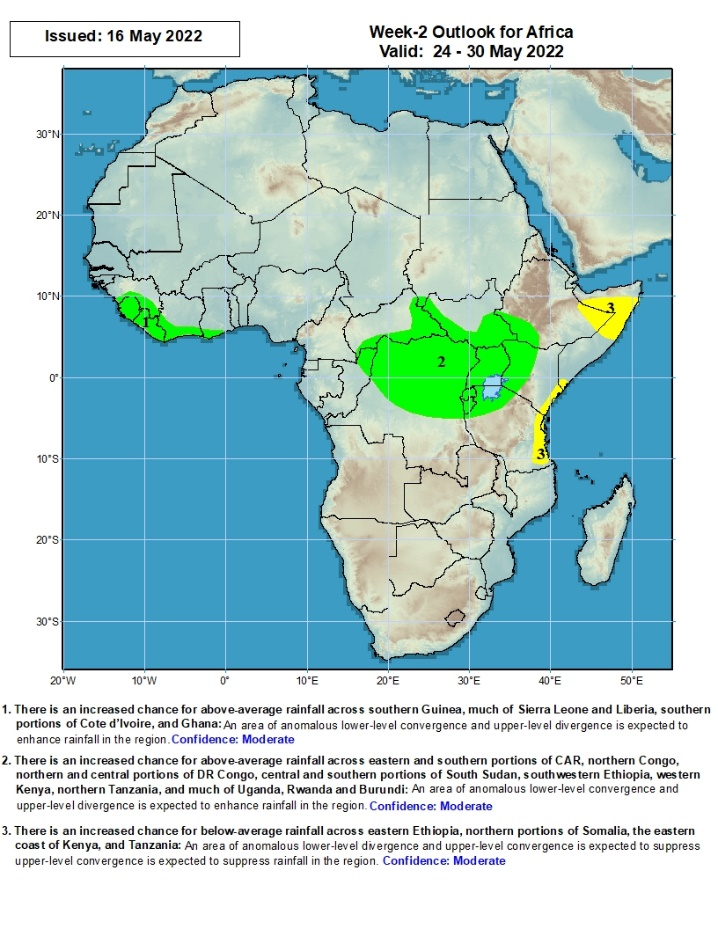 Issued: 16 May 2022
Week-2 Outlook for Africa
Valid: 24 - 30 May 2022
30°N
20°N
10°N
0°
10°S
20°S
30°S
1
2
3
3
20°W
10°W
0°
10°E
20°E
30°E
40°E
50°E
1. There is an increased chance for above-average rainfall across southern Guinea, much of Sierra Leone and Liberia, southern
portions of Cote d'Ivoire, and Ghana: An area of anomalous lower-level convergence and upper-level divergence is expected to
enhance rainfall in the region. Confidence: Moderate
2. There is an increased chance for above-average rainfall across eastern and southern portions of CAR, northern Congo,
northern and central portions of DR Congo, central and southern portions of South Sudan, southwestern Ethiopia, western
Kenya, northern Tanzania, and much of Uganda, Rwanda and Burundi: An area of anomalous lower-level convergence and
upper-level divergence is expected to enhance rainfall in the region. Confidence: Moderate
3. There is an increased chance for below-average rainfall across eastern Ethiopia, northern portions of Somalia, the eastern
coast of Kenya, and Tanzania: An area of anomalous lower-level divergence and upper-level convergence is expected to suppress
upper-level convergence is expected to suppress rainfall in the region. Confidence: Moderate